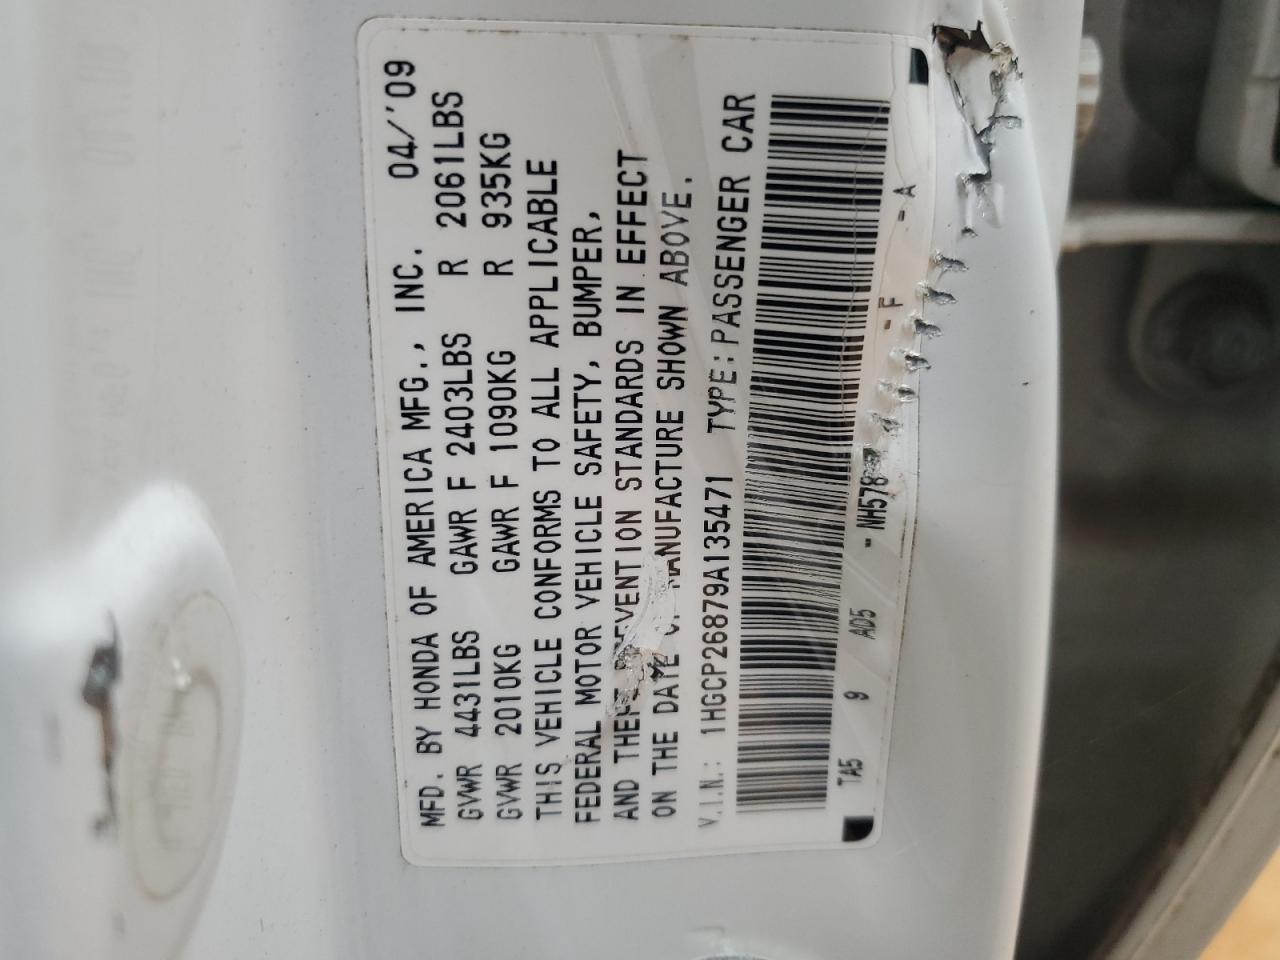 MFD. BY HONDA OF AMERICA MFG., INC. 04/'09
GVWR 4431LBS GAWR F 2403LBS R 2061LBS
GVWR 2010KG GAWR F 1090KG R 935KG
THIS VEHICLE CONFORMS TO ALL APPLICABLE
FEDERAL MOTOR VEHICLE SAFETY, BUMPER,
AND THEFT PREVENTION STANDARDS IN EFFECT
ON THE DATE OF MANUFACTURE SHOWN ABOVE.
V.I.N.: 1HGCP26879A135471 TYPE: PASSENGER CAR
TA5 9 AD5 - NH578 - F - A